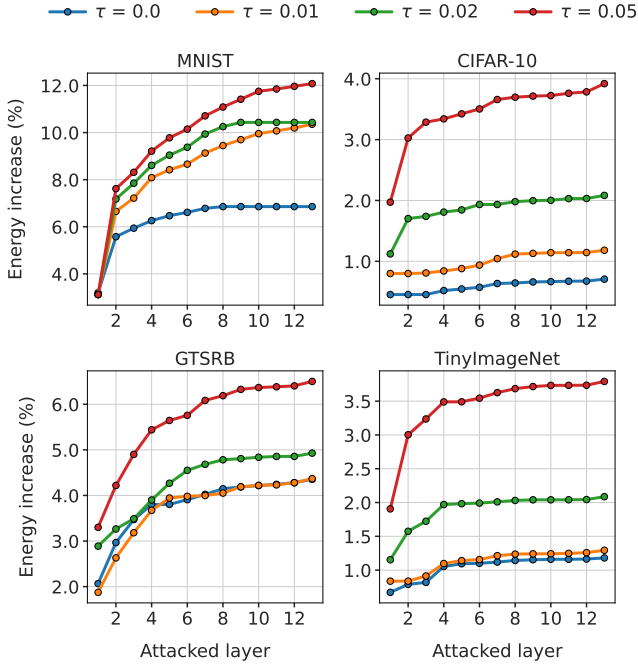 τ = 0.0 τ = 0.01 τ = 0.02 τ = 0.05
MNIST
CIFAR-10
Energy increase (%)
12.0
10.0
8.0
6.0
4.0
2 4 6 8 10 12
Attacked layer
4.0
3.0
2.0
1.0
2 4 6 8 10 12
Attacked layer
GTSRB
TinyImageNet
Energy increase (%)
6.0
5.0
4.0
3.0
2.0
2 4 6 8 10 12
Attacked layer
3.5
3.0
2.5
2.0
1.5
1.0
2 4 6 8 10 12
Attacked layer